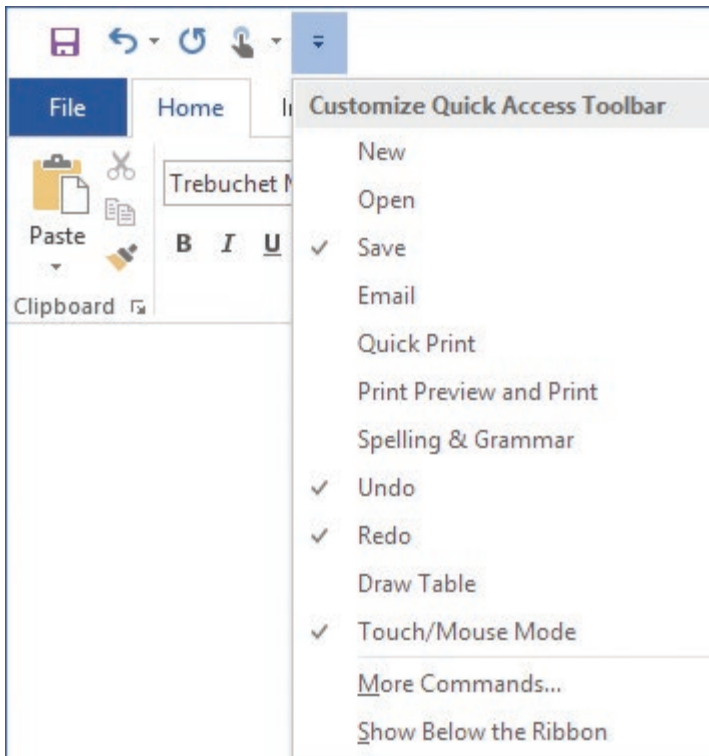 File
Home
Customize Quick Access Toolbar
New
Open
Save
Email
Quick Print
Print Preview and Print
Spelling & Grammar
Undo
Redo
Draw Table
Touch/Mouse Mode
More Commands...
Show Below the Ribbon
Trebuchet
Paste
B I U
Clipboard